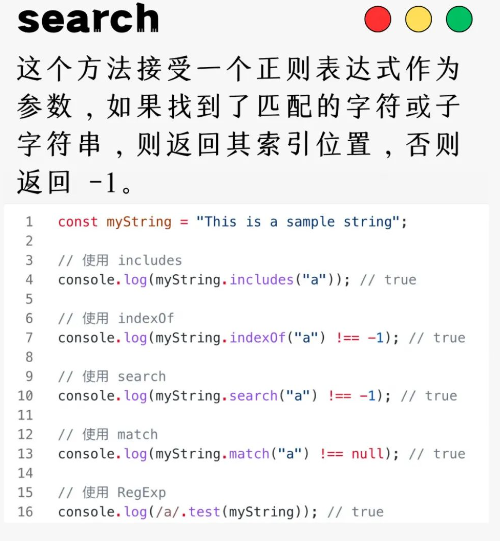 search
这个方法接受一个正则表达式作为
参数，如果找到了匹配的字符或子
字符串，则返回其索引位置，否则
返回 -1。
1 const myString = "This is a sample string";
2
3 // 使用 includes
4 console.log(myString.includes("a")); // true
5
6 // 使用 indexOf
7 console.log(myString.indexOf("a") !== -1); // true
8
9 // 使用 search
10 console.log(myString.search("a") !== -1); // true
11
12 // 使用 match
13 console.log(myString.match("a") !== null); // true
14
15 // 使用 RegExp
16 console.log(/a/.test(myString)); // true